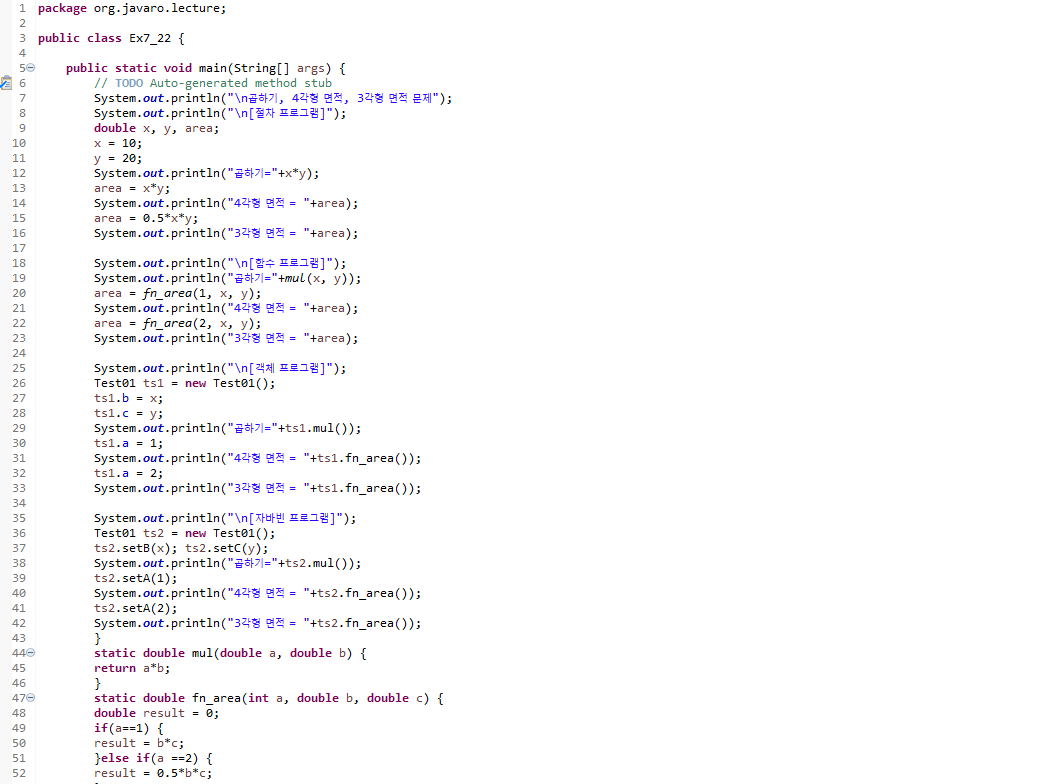 1 package org.javaro.lecture;
2
3 public class Ex7_22 {
4
5 public static void main(String[] args) {
6 // TODO Auto-generated method stub
7 System.out.println("\n곱하기, 4각형 면적, 3각형 면적 문제");
8 System.out.println("\n[절차 프로그램]");
9 double x, y, area;
10 x = 10;
11 y = 20;
12 System.out.println("곱하기="+x*y);
13 area = x*y;
14 System.out.println("4각형 면적 = "+area);
15 area = 0.5*x*y;
16 System.out.println("3각형 면적 = "+area);
17
18 System.out.println("\n[함수 프로그램]");
19 System.out.println("곱하기="+mul(x, y));
20 area = fn_area(1, x, y);
21 System.out.println("4각형 면적 = "+area);
22 area = fn_area(2, x, y);
23 System.out.println("3각형 면적 = "+area);
24
25 System.out.println("\n[객체 프로그램]");
26 Test01 ts1 = new Test01();
27 ts1.b = x;
28 ts1.c = y;
29 System.out.println("곱하기="+ts1.mul());
30 ts1.a = 1;
31 System.out.println("4각형 면적 = "+ts1.fn_area());
32 ts1.a = 2;
33 System.out.println("3각형 면적 = "+ts1.fn_area());
34
35 System.out.println("\n[자바빈 프로그램]");
36 Test01 ts2 = new Test01();
37 ts2.setB(x); ts2.setC(y);
38 System.out.println("곱하기="+ts2.mul());
39 ts2.setA(1);
40 System.out.println("4각형 면적 = "+ts2.fn_area());
41 ts2.setA(2);
42 System.out.println("3각형 면적 = "+ts2.fn_area());
43 }
44 static double mul(double a, double b) {
45 return a*b;
46 }
47 static double fn_area(int a, double b, double c) {
48 double result = 0;
49 if(a==1) {
50 result = b*c;
51 }else if(a ==2) {
52 result = 0.5*b*c;